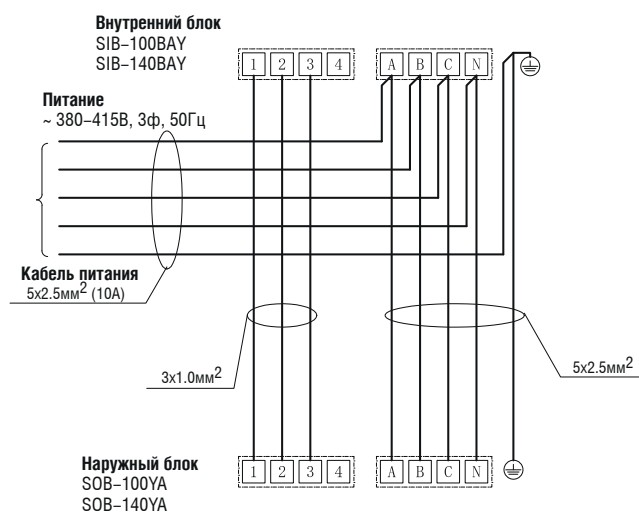 Внутренний блок
SIB–100BAY
SIB–140BAY
1 2 3 4 A B C N
Питание
~ 380–415В, 3ф, 50Гц
Кабель питания
5x2.5мм² (10А)
3x1.0мм²
5x2.5мм²
Наружный блок
SOB–100YA
SOB–140YA
1 2 3 4 A B C N